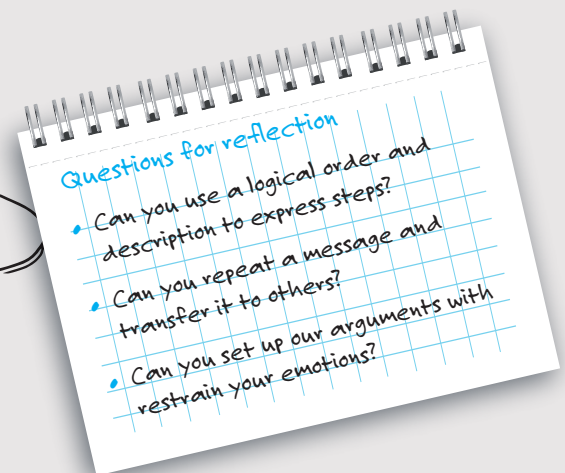 Questions for reflection
• Can you use a logical order and
description to express steps?
• Can you repeat a message and
transfer it to others?
• Can you set up our arguments with
restrain your emotions?